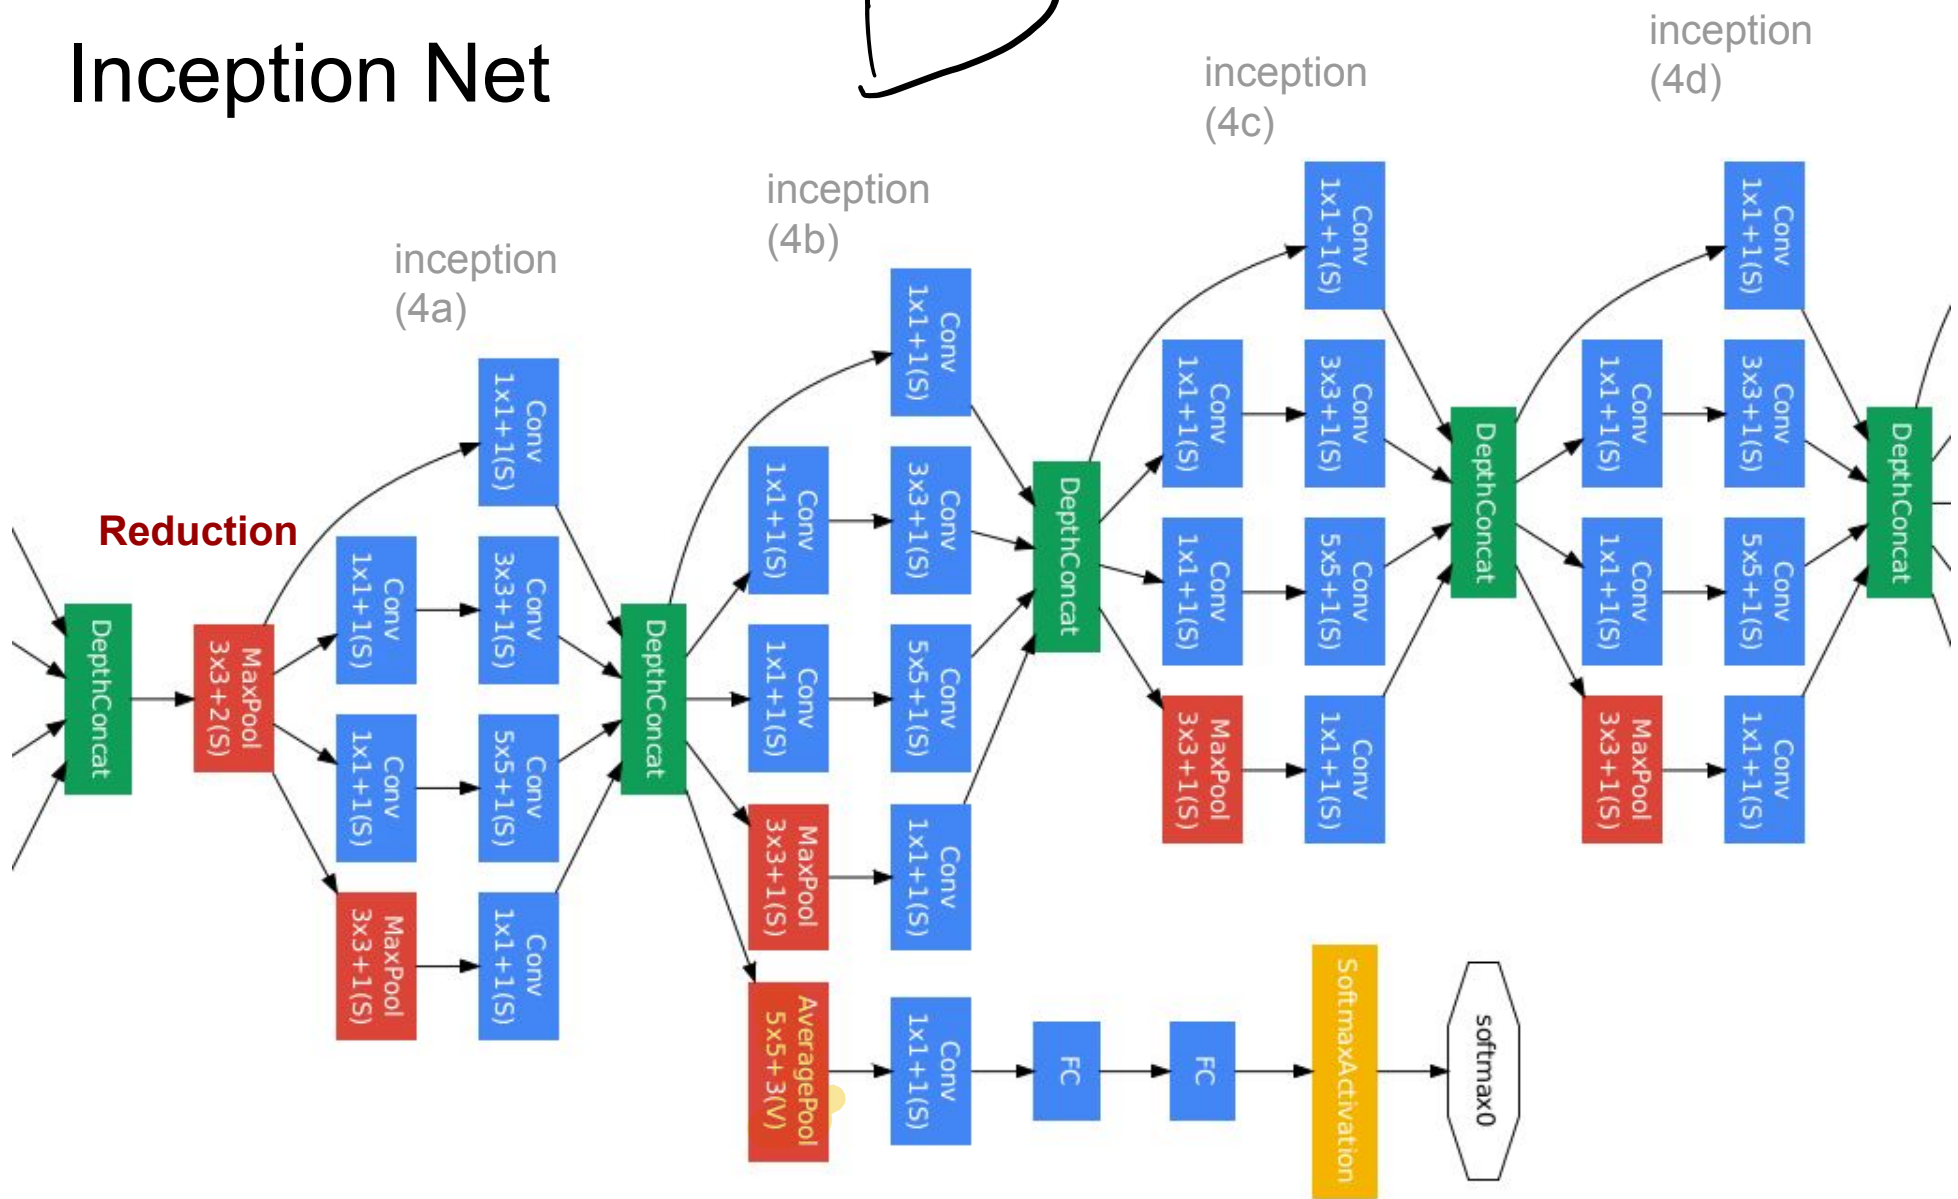 Inception Net
inception
(4a)
inception
(4b)
inception
(4c)
inception
(4d)
Reduction
DepthConcat
MaxPool
3x3+2(S)
Conv
1x1+1(S)
Conv
1x1+1(S)
Conv
3x3+1(S)
Conv
1x1+1(S)
Conv
5x5+1(S)
MaxPool
3x3+1(S)
Conv
1x1+1(S)
DepthConcat
Conv
1x1+1(S)
Conv
1x1+1(S)
Conv
3x3+1(S)
Conv
1x1+1(S)
Conv
5x5+1(S)
MaxPool
3x3+1(S)
Conv
1x1+1(S)
AveragePool
5x5+3(V)
Conv
1x1+1(S)
FC
FC
SoftmaxActivation
softmax0
DepthConcat
Conv
1x1+1(S)
Conv
1x1+1(S)
Conv
3x3+1(S)
Conv
1x1+1(S)
Conv
5x5+1(S)
MaxPool
3x3+1(S)
Conv
1x1+1(S)
DepthConcat
Conv
1x1+1(S)
Conv
1x1+1(S)
Conv
3x3+1(S)
Conv
1x1+1(S)
Conv
5x5+1(S)
MaxPool
3x3+1(S)
Conv
1x1+1(S)
DepthConcat